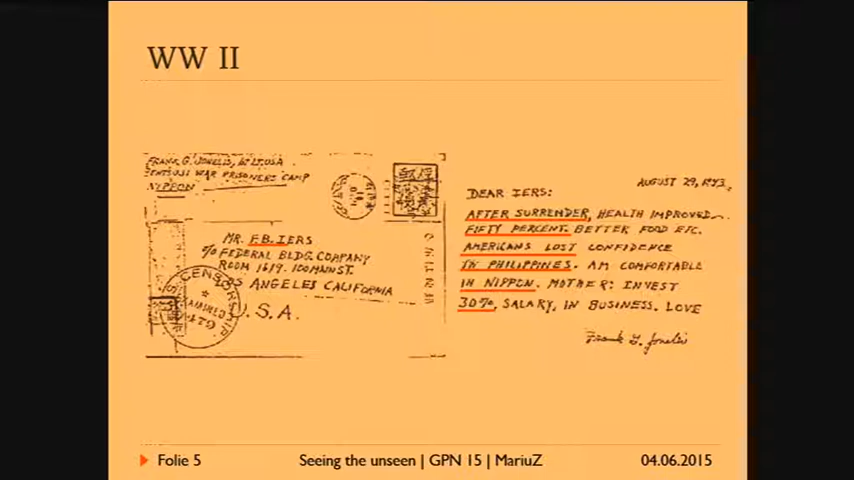 WW II
FRANK G. JONELIS, 1st LT. USA
ZENTSUJI WAR PRISONERS CAMP
NIPPON
MR. F.B. IERS
c/o FEDERAL BLDG. COMPANY
ROOM 1619. 100 MNN ST.
LOS ANGELES CALIFORNIA
U.S.A.
CENSORSHIP
AUGUST 29, 1943.
DEAR IERS:
AFTER SURRENDER, HEALTH IMPROVED
FIFTY PERCENT. BETTER FOOD ETC.
AMERICANS LOST CONFIDENCE
IN PHILIPPINES. AM COMFORTABLE
IN NIPPON. MOTHER: INVEST
30%, SALARY, IN BUSINESS. LOVE
Frank G. Jonelis
Folie 5
Seeing the unseen | GPN 15 | MariuZ
04.06.2015